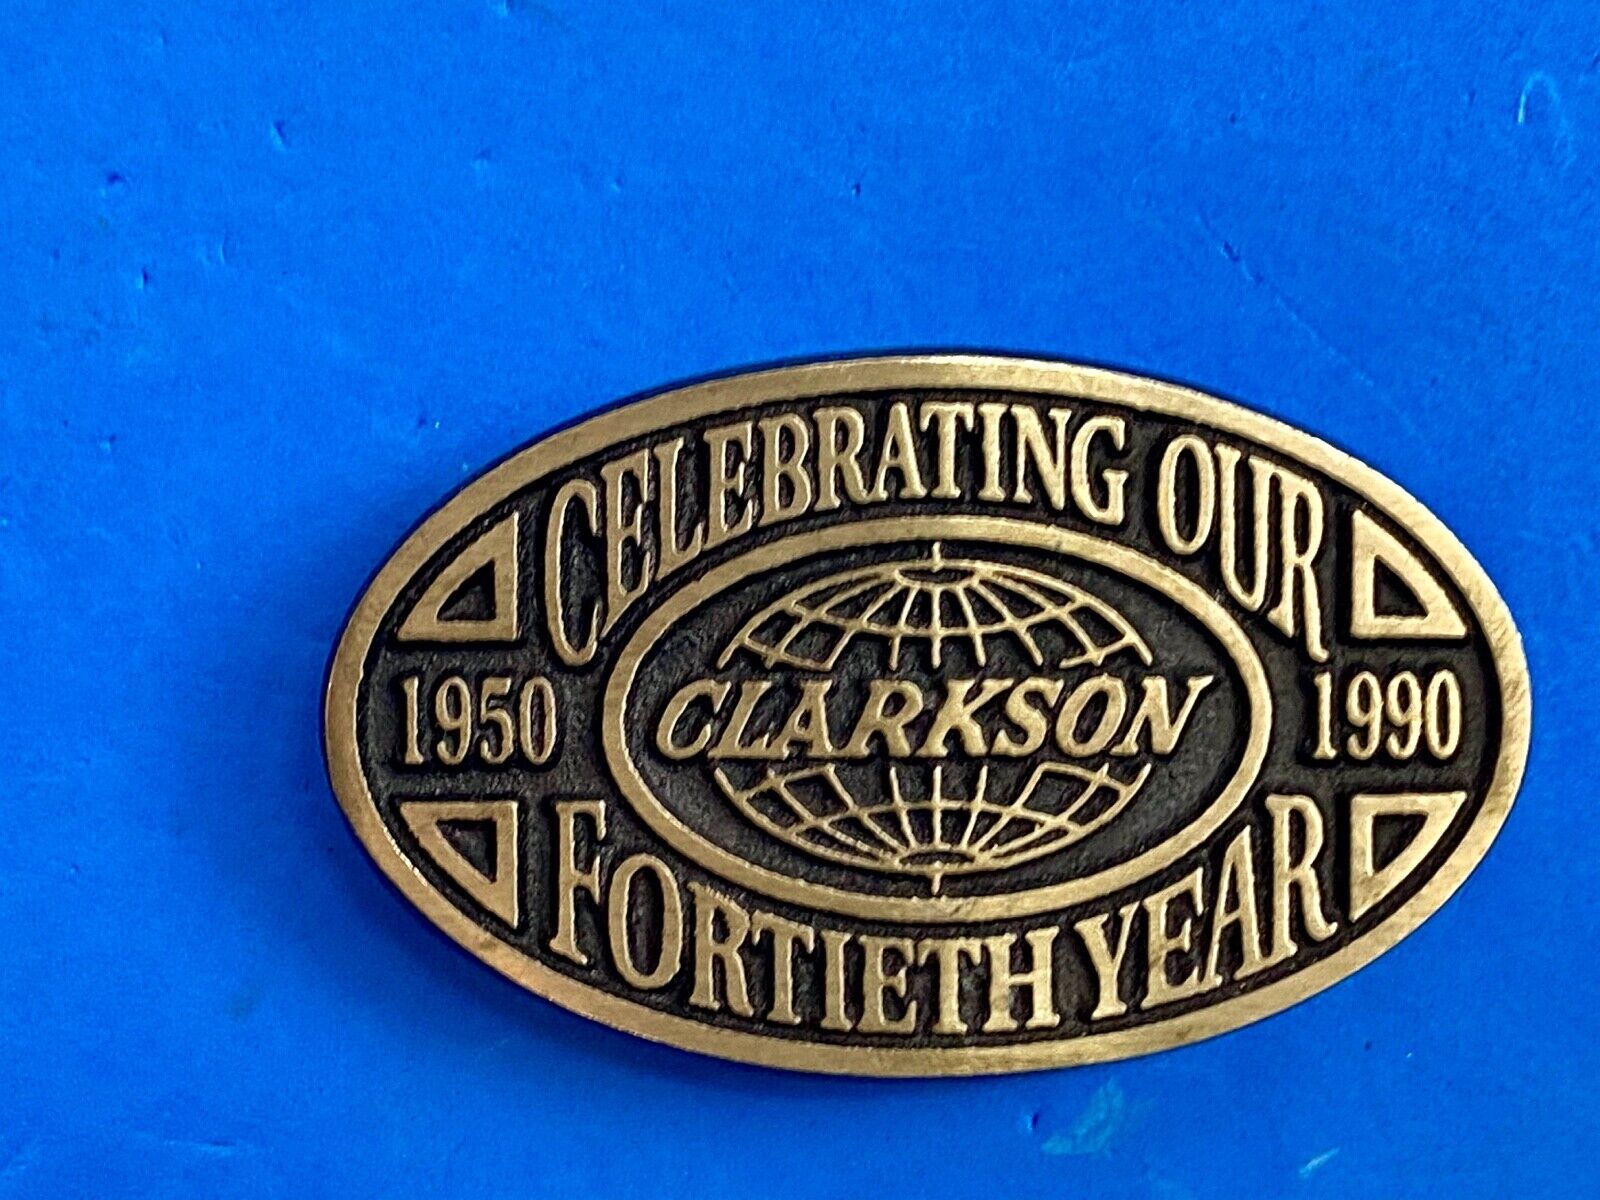 CELEBRATING OUR
1950
CLARKSON
1990
FORTIETH YEAR